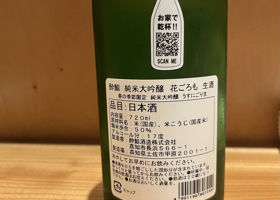 お家で
乾杯!!
SCAN ME
酔鯨 純米大吟醸 花ごろも 生酒
春の季節限定 純米大吟醸 うすにごり生
品目:日本酒
内容量:720ml
原材料名:米(国産)、米こうじ(国産米)
精米歩合:50%
アルコール分:17度
酔鯨酒造株式会社
高知県高知市長浜566-1
高知県土佐市甲原2001-1
キャップ